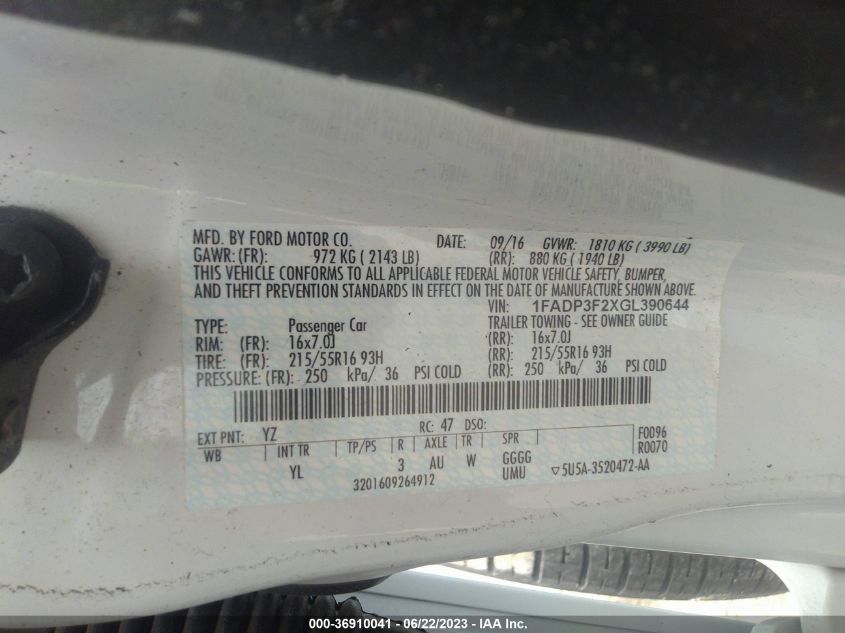 MFD. BY FORD MOTOR CO. DATE: 09/16 GVWR: 1810 KG ( 3990 LB)
GAWR: (FR): 972 KG ( 2143 LB) (RR): 880 KG ( 1940 LB)
THIS VEHICLE CONFORMS TO ALL APPLICABLE FEDERAL MOTOR VEHICLE SAFETY, BUMPER,
AND THEFT PREVENTION STANDARDS IN EFFECT ON THE DATE OF MANUFACTURE SHOWN ABOVE.
VIN: 1FADP3F2XGL390644
TYPE: Passenger Car TRAILER TOWING - SEE OWNER GUIDE
RIM: (FR): 16x7.0J (RR): 16x7.0J
TIRE: (FR): 215/55R16 93H (RR): 215/55R16 93H
PRESSURE: (FR): 250 kPa/ 36 PSI COLD (RR): 250 kPa/ 36 PSI COLD
EXT PNT: YZ RC: 47 DSO: F0096
WB INT TR TP/PS R AXLE TR SPR R0070
YL 3 AU W GGGG
UMU ▽5U5A-3520472-AA
3201609264912
000-36910041 - 06/22/2023 - IAA Inc.